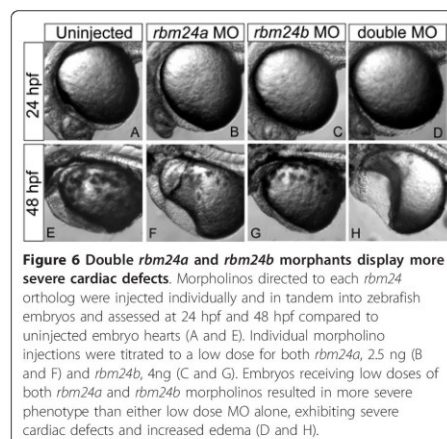 Uninjected rbm24a MO rbm24b MO double MO
24 hpf
A B C D
48 hpf
E F G H
Figure 6 Double rbm24a and rbm24b morphants display more
severe cardiac defects. Morpholinos directed to each rbm24
ortholog were injected individually and in tandem into zebrafish
embryos and assessed at 24 hpf and 48 hpf compared to
uninjected embryo hearts (A and E). Individual morpholino
injections were titrated to a low dose for both rbm24a, 2.5 ng (B
and F) and rbm24b, 4ng (C and G). Embryos receiving low doses of
both rbm24a and rbm24b morpholinos resulted in more severe
phenotype than either low dose MO alone, exhibiting severe
cardiac defects and increased edema (D and H).